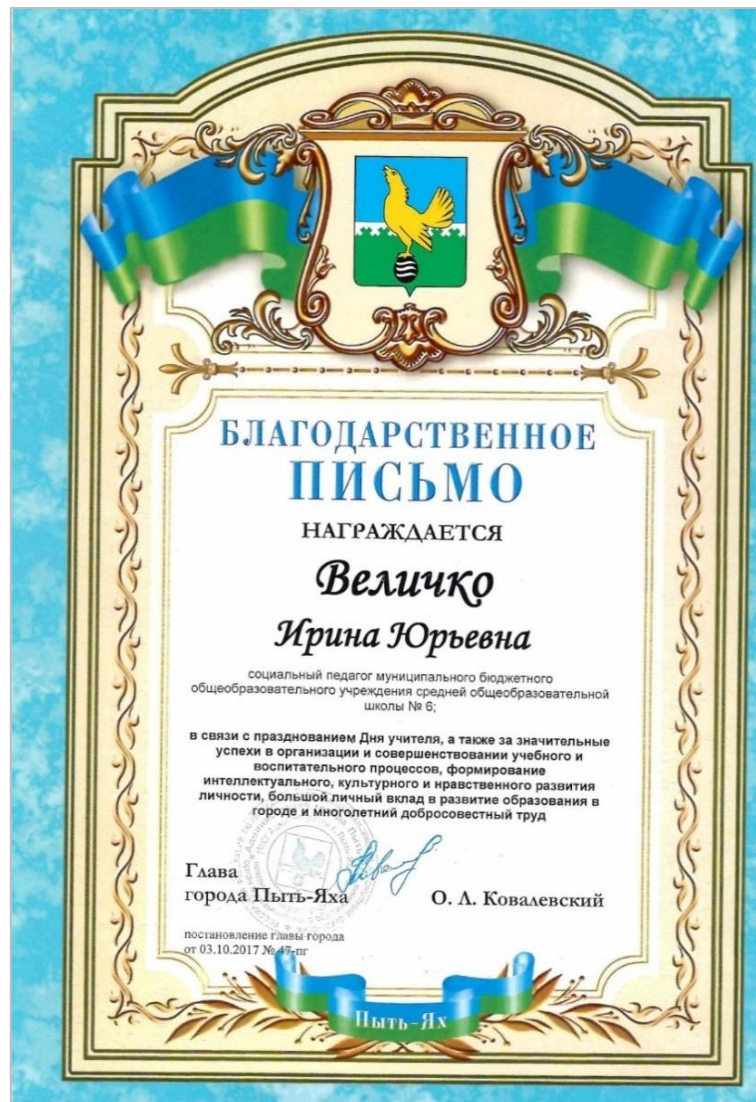 БЛАГОДАРСТВЕННОЕ
ПИСЬМО
НАГРАЖДАЕТСЯ
Величко
Ирина Юрьевна
социальный педагог муниципального бюджетного
общеобразовательного учреждения средней общеобразовательной
школы № 6;
в связи с празднованием Дня учителя, а также за значительные
успехи в организации и совершенствовании учебного и
воспитательного процессов, формирование
интеллектуального, культурного и нравственного развития
личности, большой личный вклад в развитие образования в
городе и многолетний добросовестный труд
Глава
города Пыть-Яха О. Л. Ковалевский
постановление главы города
от 03.10.2017 № 47-пг
Пыть-Ях